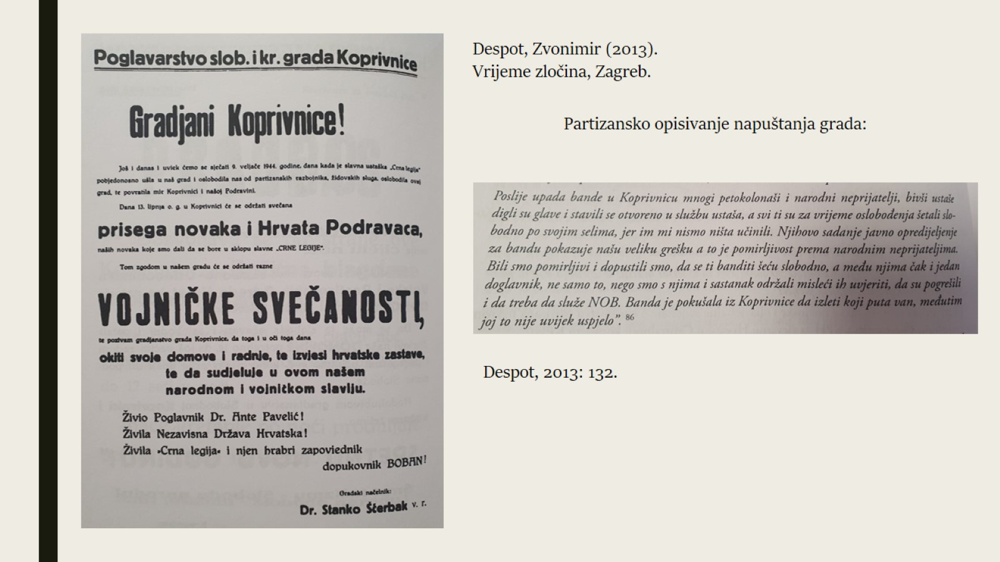 Poglavarstvo slob. i kr. grada Koprivnice
Gradjani Koprivnice!
Još i danas i uviek ćemo se sjećati 9. veljače 1944. godine, dana kada je slavna ustaška „Crna legija"
pobjedonosno ušla u naš grad i oslobodila nas od partizanskih razbojnika, židovskih sluga, oslobodila ovaj
grad, te povratila mir Koprivnici i našoj Podravini.
Dana 13. lipnja o. g. u Koprivnici će se održati svečana
prisega novaka i Hrvata Podravaca,
naših novaka koje smo dali da se bore u sklopu slavne „CRNE LEGIJE".
Tom zgodom u našem gradu će se održati razne
VOJNIČKE SVEČANOSTI,
te pozivam gradjanstvo grada Koprivnice, da toga i u oči toga dana
okiti svoje domove i radnje, te izvjesi hrvatske zastave,
te da sudjeluje u ovom našem
narodnom i vojničkom slavlju.
Živio Poglavnik Dr. Ante Pavelić!
Živila Nezavisna Država Hrvatska!
Živila »Crna legija« i njen hrabri zapoviednik
dopukovnik BOBAN!
Gradski načelnik:
Dr. Stanko Šćerbak v. r.
Despot, Zvonimir (2013).
Vrijeme zločina, Zagreb.
Partizansko opisivanje napuštanja grada:
Poslije upada bande u Koprivnicu mnogi petokolonaši i narodni neprijatelji, bivši ustaše
digli su glave i stavili se otvoreno u službu ustaša, a svi ti su za vrijeme oslobođenja šetali slo-
bodno po svojim selima, jer im mi nismo ništa učinili. Njihovo sadanje javno opredijeljenje
za bandu pokazuje našu veliku grešku a to je pomirljivost prema narodnim neprijateljima.
Bili smo pomirljivi i dopustili smo, da se ti banditi šeću slobodno, a među njima čak i jedan
doglavnik, ne samo to, nego smo s njima i sastanak održali misleći ih uvjeriti, da su pogrešili
i da treba da služe NOB. Banda je pokušala iz Koprivnice da izleti koji puta van, međutim
joj to nije uvijek uspjelo”. 86
Despot, 2013: 132.